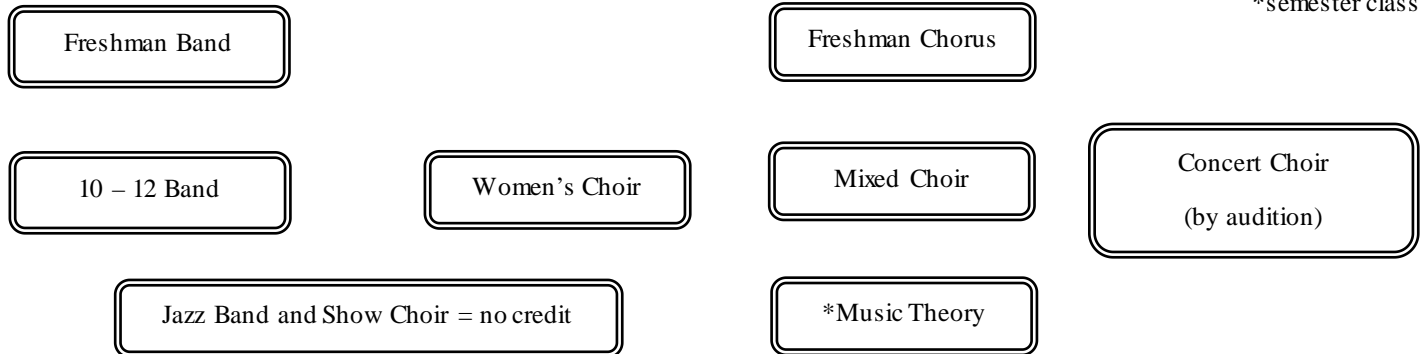 *semester class
Freshman Band
Freshman Chorus
10 – 12 Band
Women’s Choir
Mixed Choir
Concert Choir
(by audition)
Jazz Band and Show Choir = no credit
*Music Theory